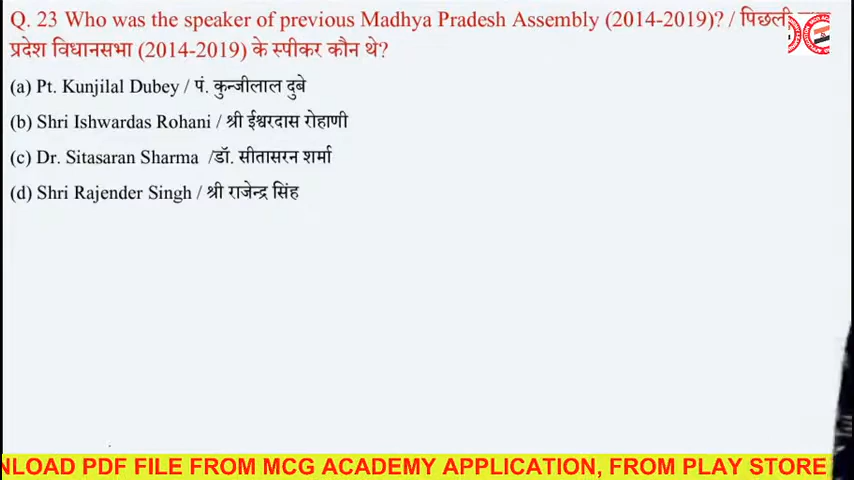 Q. 23 Who was the speaker of previous Madhya Pradesh Assembly (2014-2019)? / पिछली
प्रदेश विधानसभा (2014-2019) के स्पीकर कौन थे?
(a) Pt. Kunjilal Dubey / पं. कुन्जीलाल दुबे
(b) Shri Ishwardas Rohani / श्री ईश्वरदास रोहाणी
(c) Dr. Sitasaran Sharma /डॉ. सीतासरन शर्मा
(d) Shri Rajender Singh / श्री राजेन्द्र सिंह
NLOAD PDF FILE FROM MCG ACADEMY APPLICATION, FROM PLAY STORE